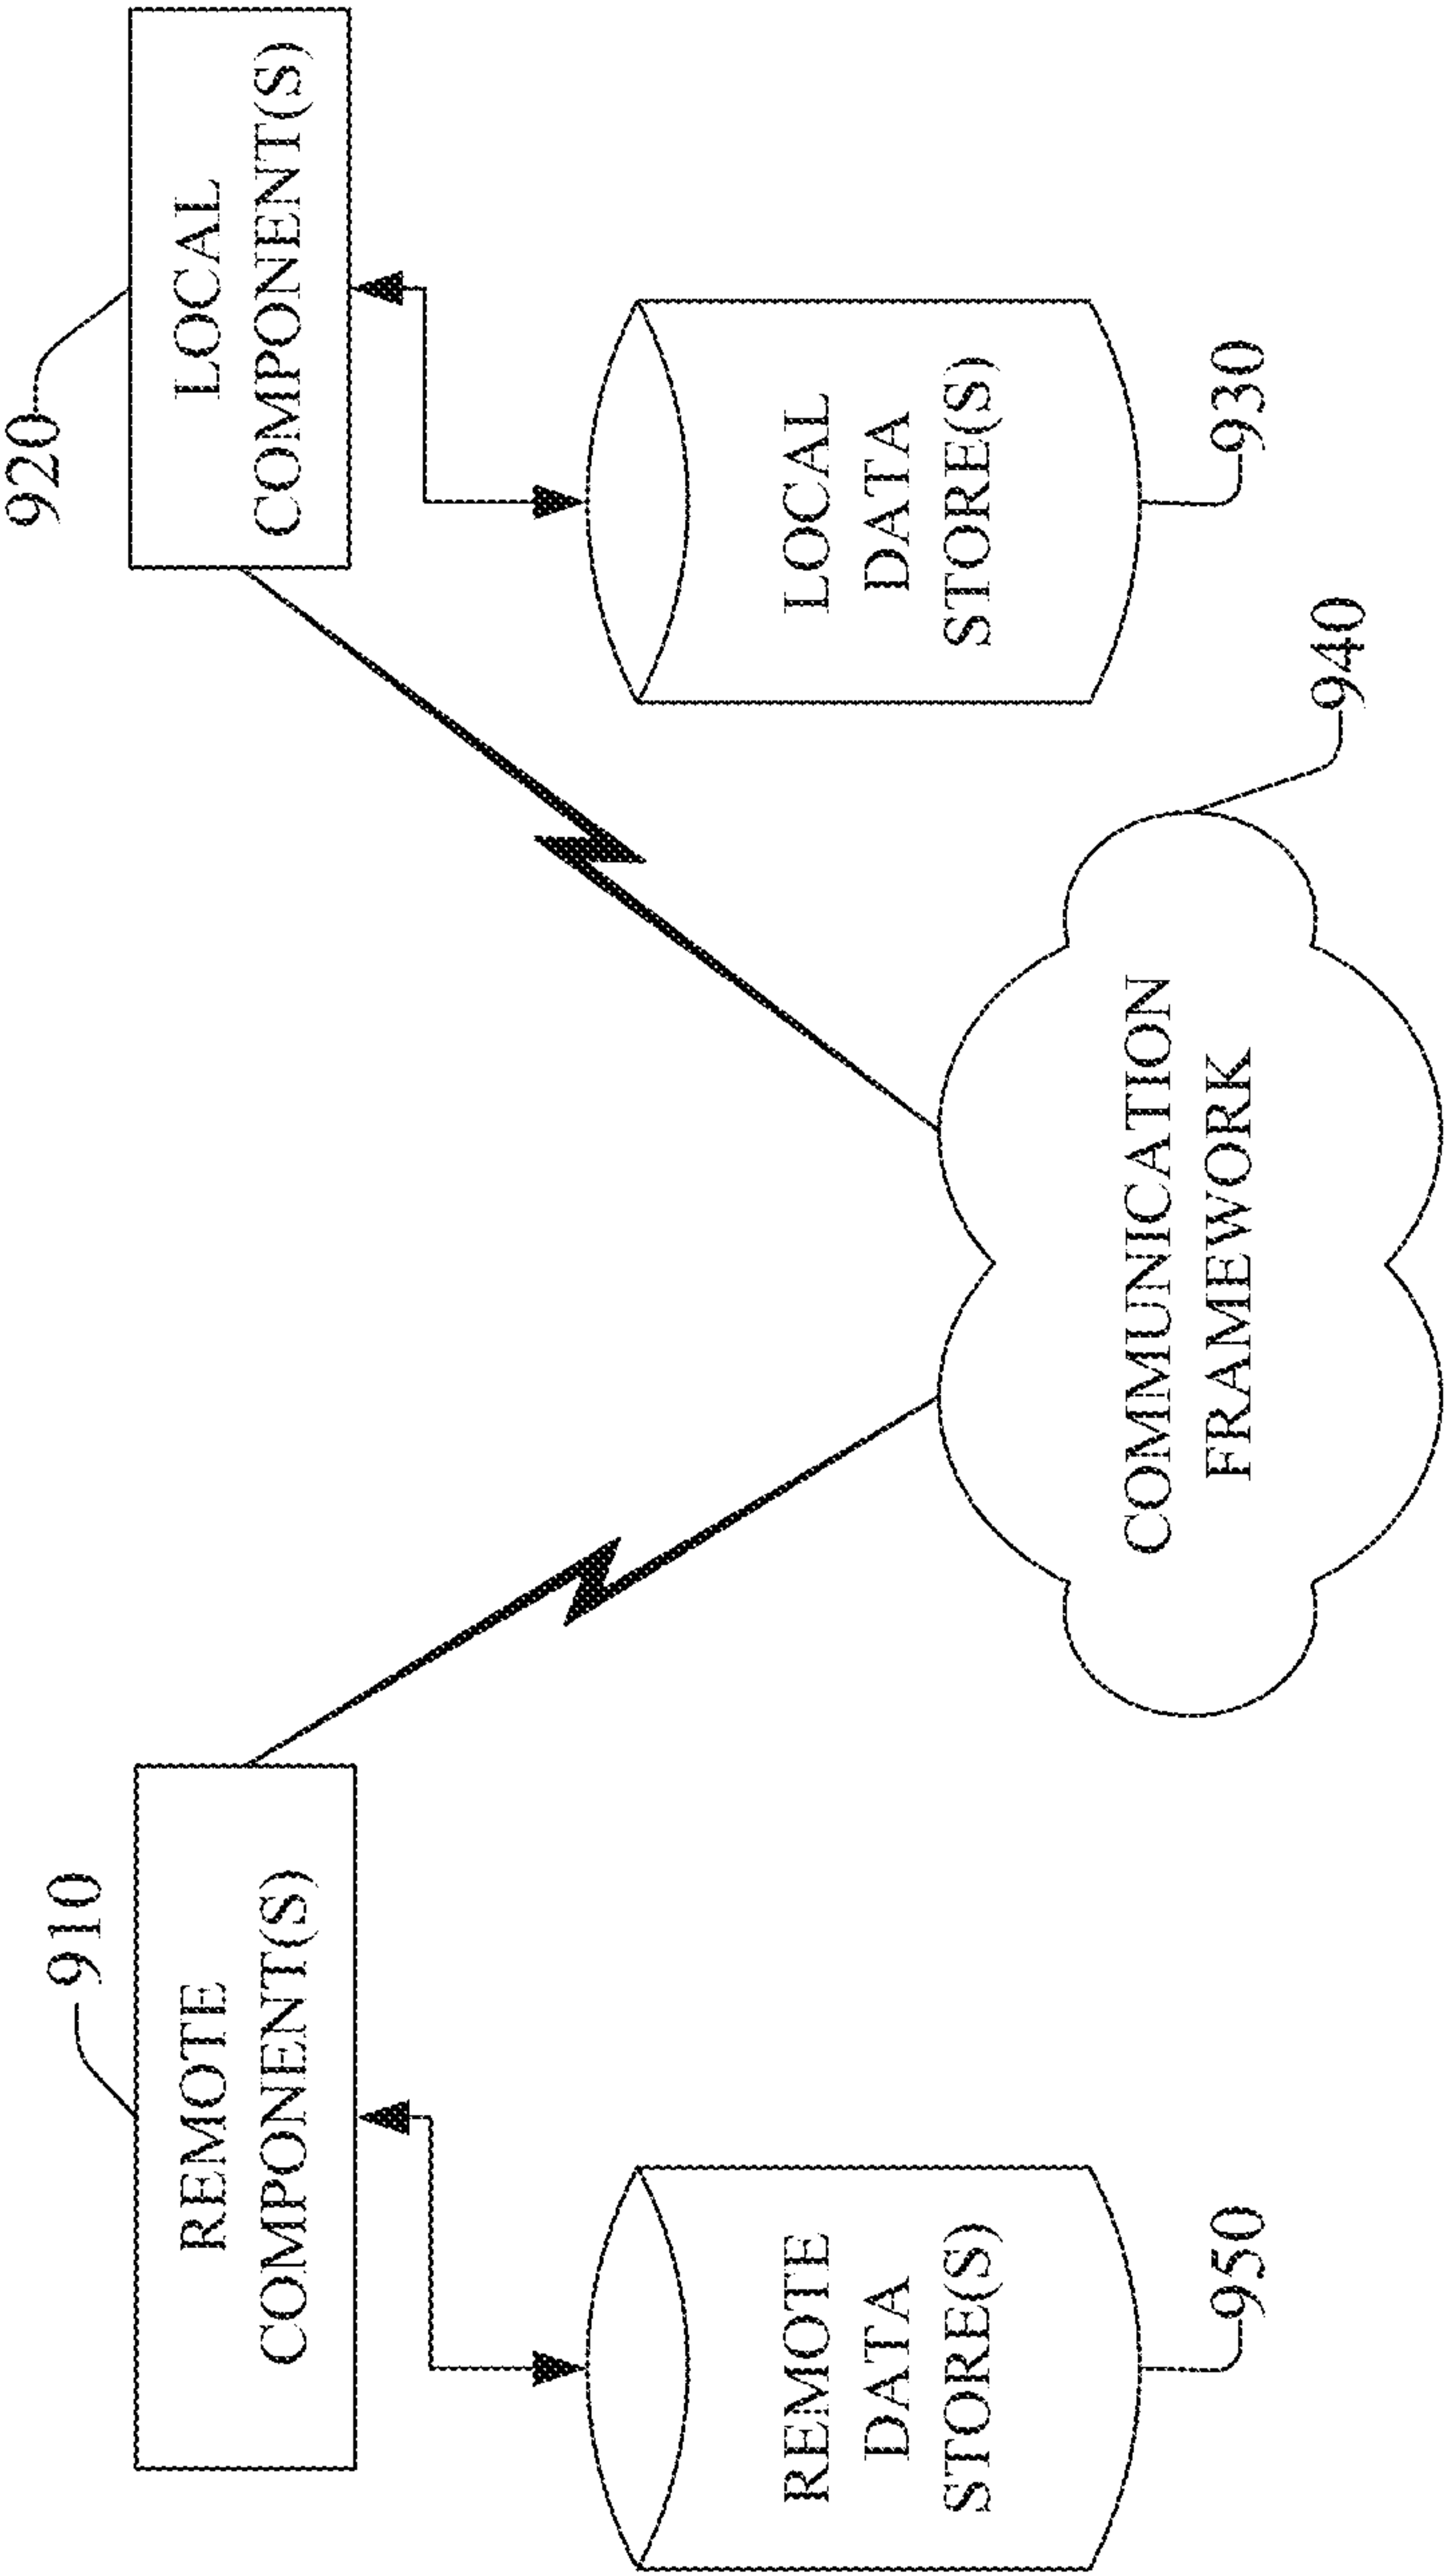 910
920
REMOTE
COMPONENT(S)
LOCAL
COMPONENT(S)
REMOTE
DATA
STORE(S)
LOCAL
DATA
STORE(S)
950
930
940
COMMUNICATION
FRAMEWORK